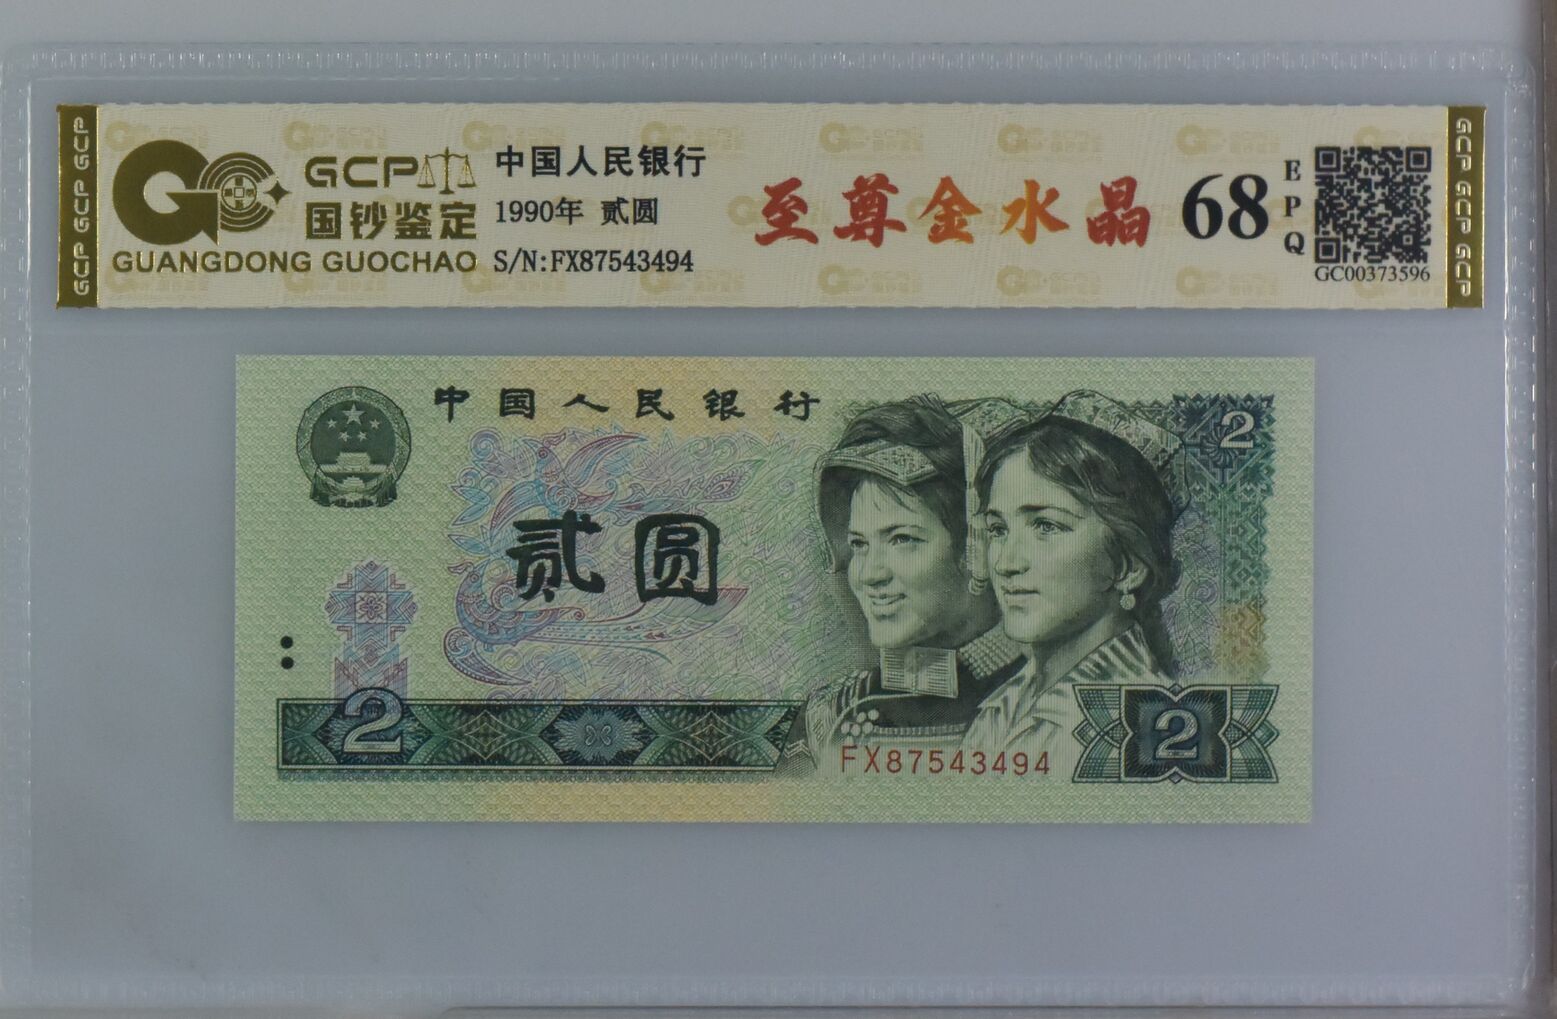 GCP GCP GCP
GCP
国钞鉴定
GUANGDONG GUOCHAO
中国人民银行
1990年 贰圆
S/N:FX87543494
至尊金水晶
68
EPQ
GC00373596
GCP GCP GCP
中国人民银行
2
贰圆
2
FX87543494
2